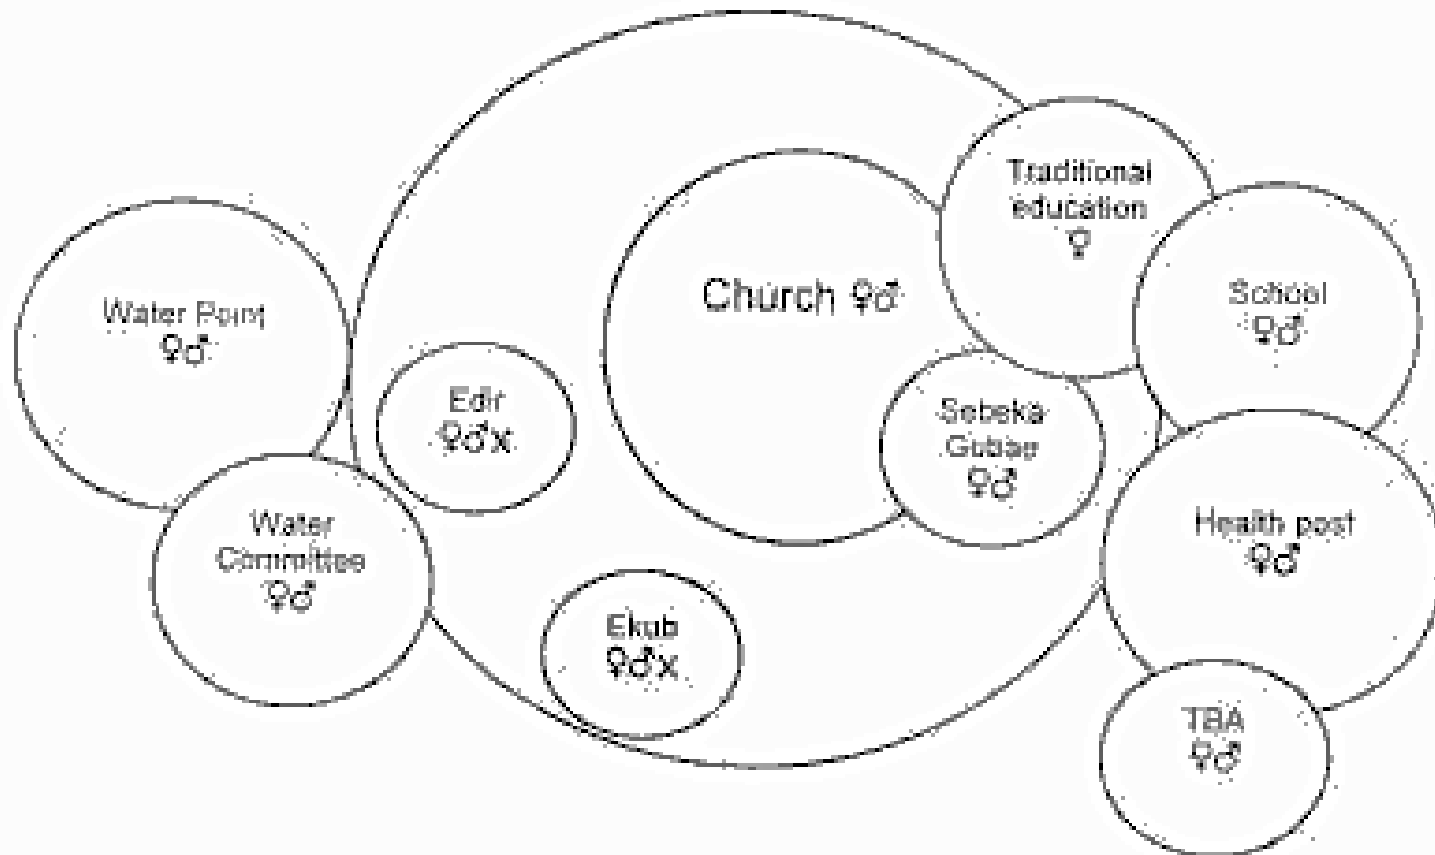 Traditional
education
♀
Church ♀♂
School
♀♂
Water Point
♀♂
Edir
♀♂x
Sebeka
Gubae
♀♂
Water
Committee
♀♂
Health post
♀♂
Ekub
♀♂x
TBA
♀♂